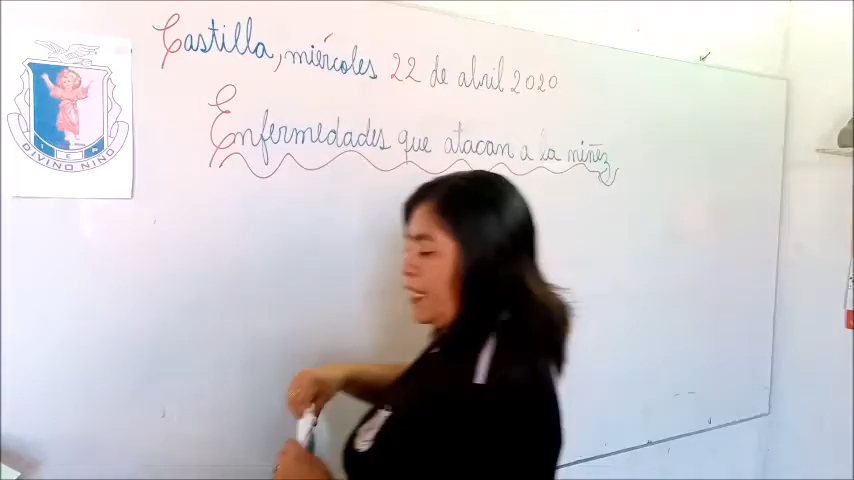 Castilla, miércoles 22 de abril 2020
Enfermedades que atacan a la niñez
I E
DIVINO NIÑO